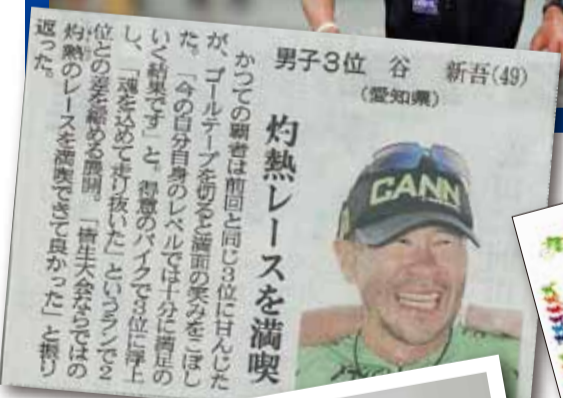 男子3位 谷 新吾(49)
(愛知県)
灼熱レースを満喫
かつての覇者は前回と同じ3位に甘んじた
が、ゴールテープを切ると満面の笑みをこぼし
た。「今の自分自身のレベルでは十分に満足の
いく結果です」と。得意のバイクで3位に浮上
し、「魂を込めて走り抜いた」というランで2
位との差を縮める展開。「皆生大会ならではの
灼熱のレースを満喫できて良かった」と振り
返った。
CANN